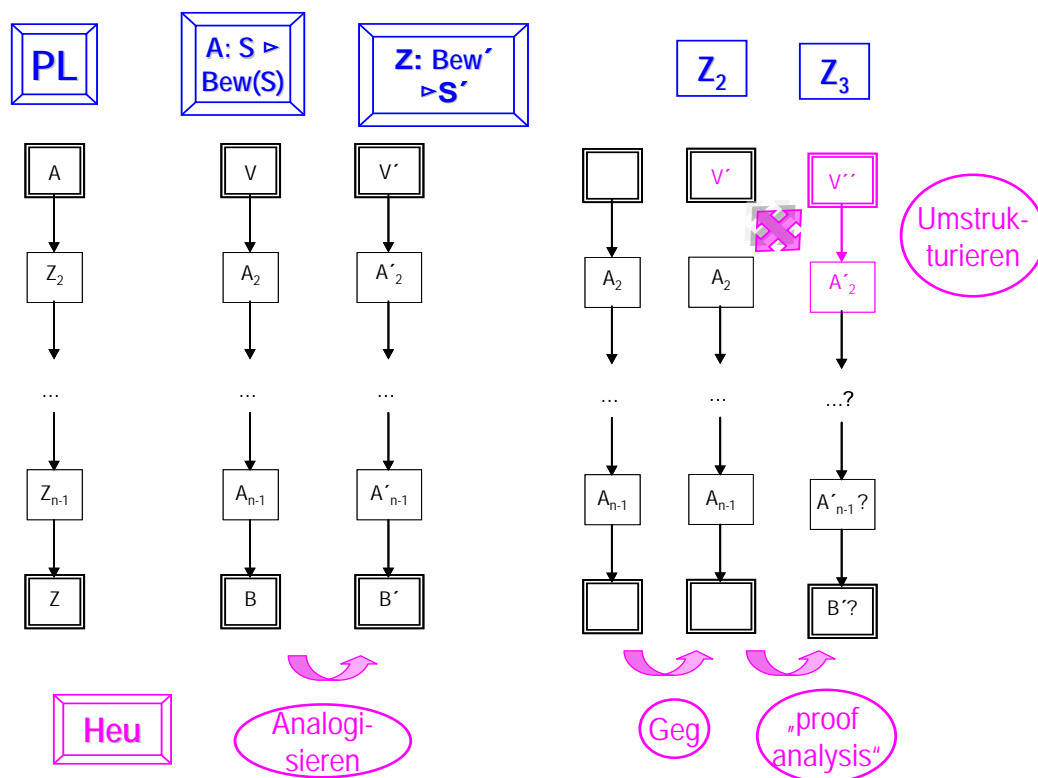 PL
A: S ⊳
Bew(S)
Z: Bew´
⊳S´
Z2
Z3
A
V
V´
V´
V´´
Umstruk-
turieren
Z2
A2
A´2
A2
A2
A´2
...
...
...
...
...
...?
Zn-1
An-1
A´n-1
An-1
An-1
A´n-1?
Z
B
B´
B´?
Heu
Analogi-
sieren
Geg
„proof
analysis“